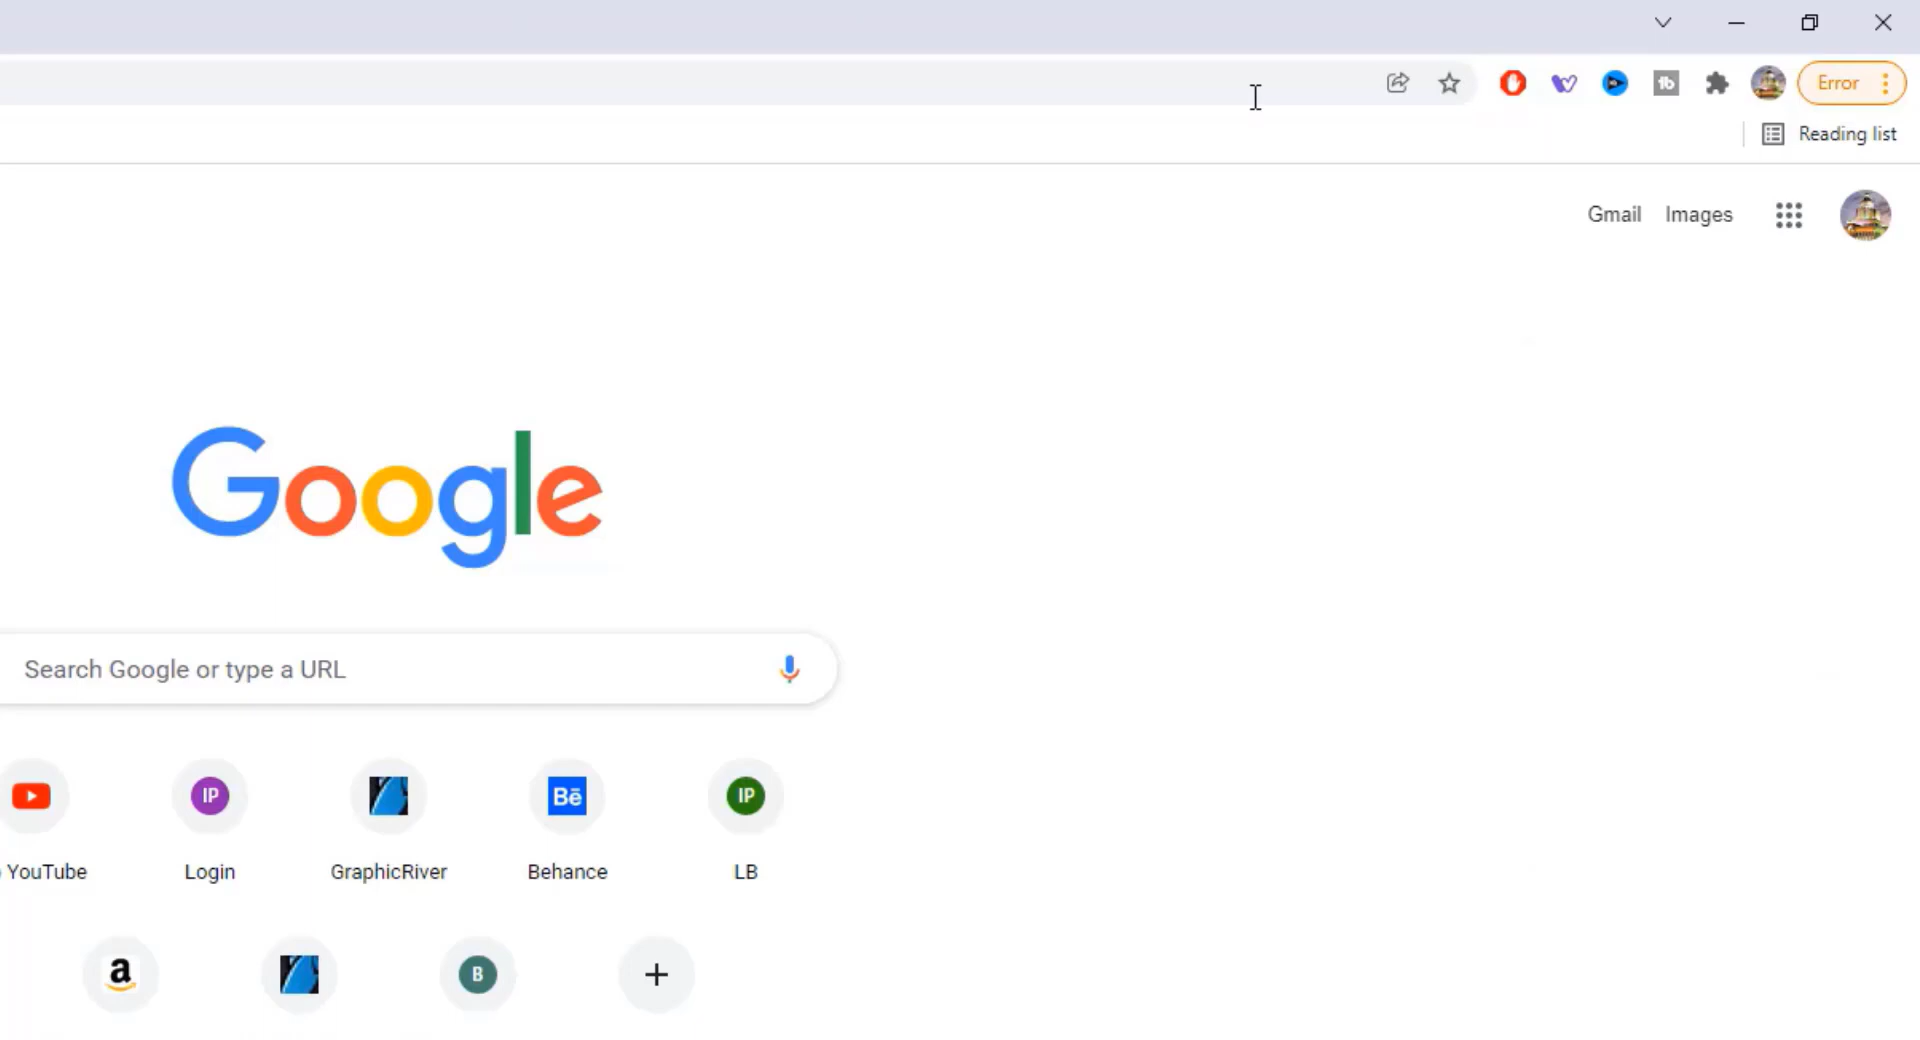 Error
Reading list
Gmail Images
Google
Search Google or type a URL
IP
Bē
IP
YouTube
Login
GraphicRiver
Behance
LB
a
B